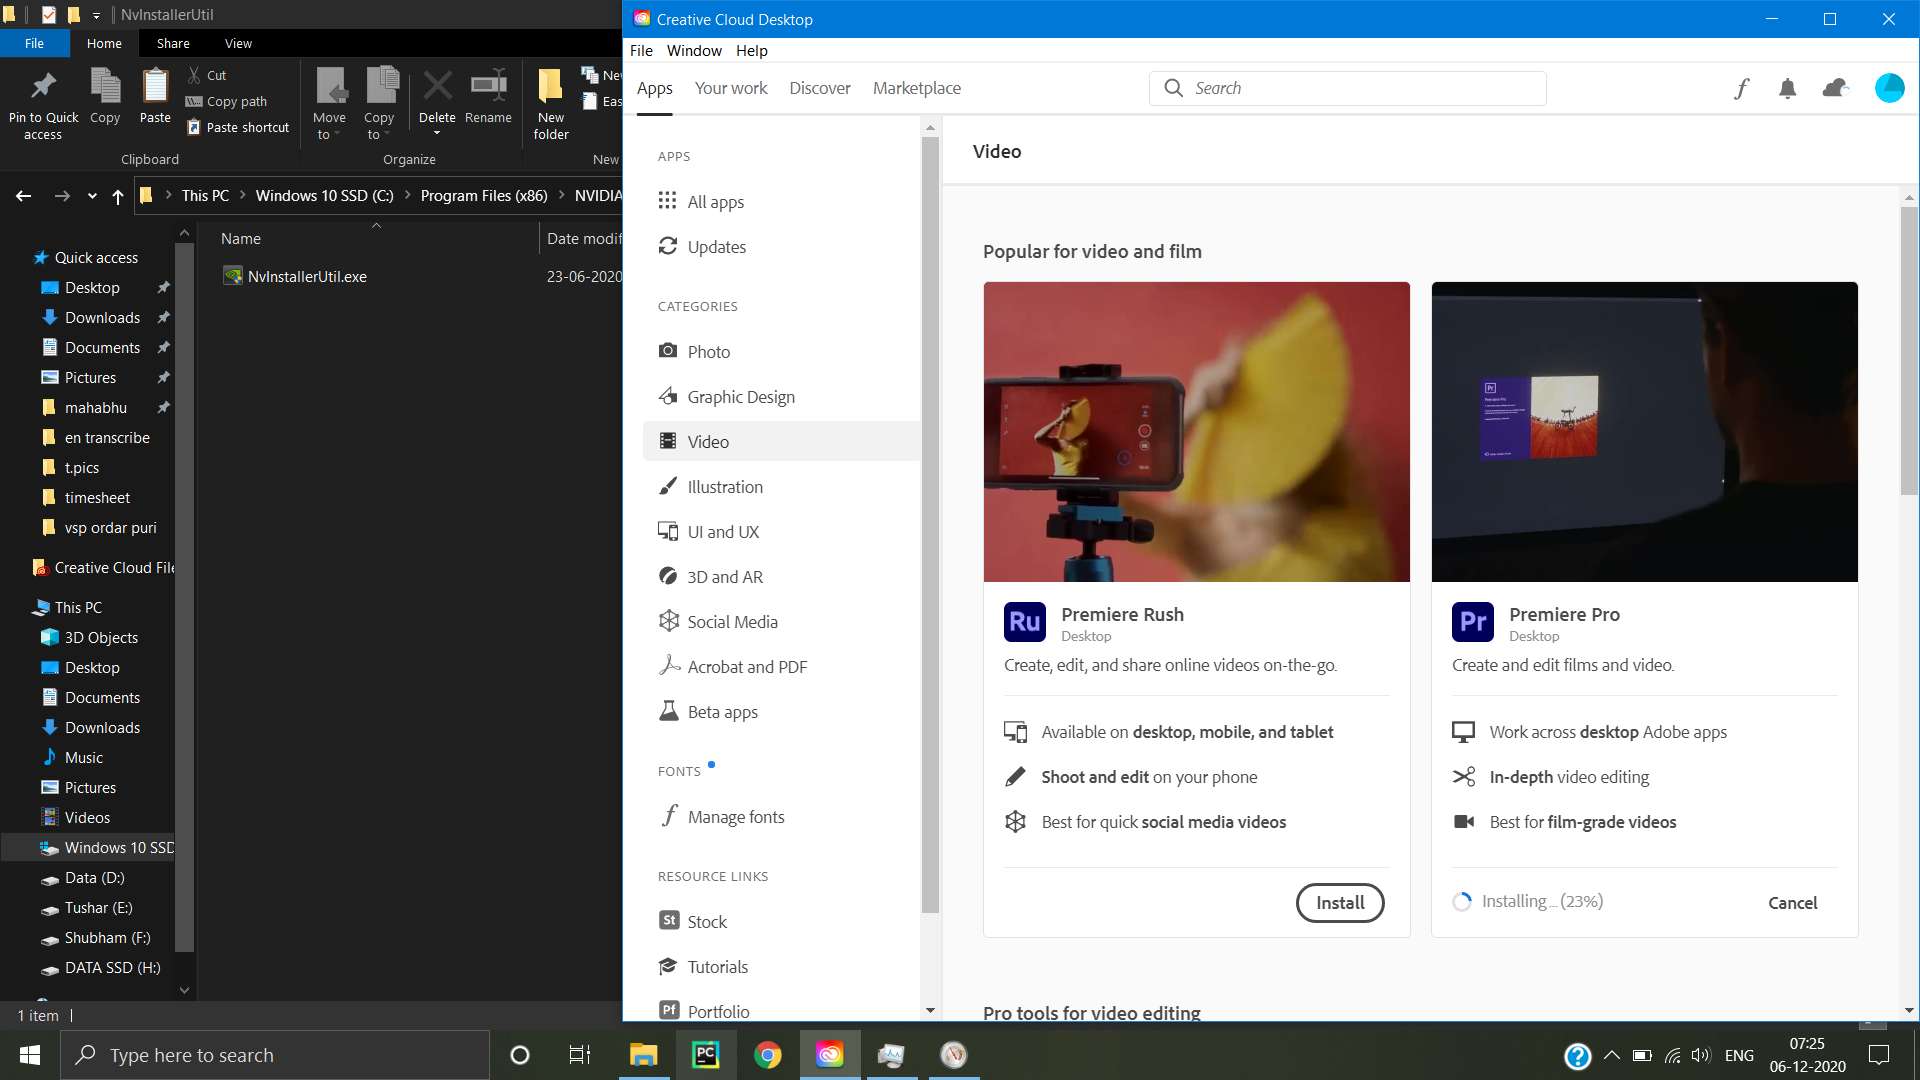 NvInstallerUtil
File
Home
Share
View
Pin to Quick access
Copy
Paste
Cut
Copy path
Paste shortcut
Clipboard
Move to
Copy to
Delete
Rename
Organize
New folder
New
This PC
Windows 10 SSD (C:)
Program Files (x86)
NVIDIA
Name
Date modif
NvInstallerUtil.exe
23-06-2020
Quick access
Desktop
Downloads
Documents
Pictures
mahabhu
en transcribe
t.pics
timesheet
vsp ordar puri
Creative Cloud File
This PC
3D Objects
Desktop
Documents
Downloads
Music
Pictures
Videos
Windows 10 SSD
Data (D:)
Tushar (E:)
Shubham (F:)
DATA SSD (H:)
1 item
Creative Cloud Desktop
File Window Help
Apps
Your work
Discover
Marketplace
Search
APPS
All apps
Updates
CATEGORIES
Photo
Graphic Design
Video
Illustration
UI and UX
3D and AR
Social Media
Acrobat and PDF
Beta apps
FONTS
Manage fonts
RESOURCE LINKS
St Stock
Tutorials
Pf Portfolio
Video
Popular for video and film
Ru
Premiere Rush
Desktop
Create, edit, and share online videos on-the-go.
Available on desktop, mobile, and tablet
Shoot and edit on your phone
Best for quick social media videos
Install
Pr
Premiere Pro
Desktop
Create and edit films and video.
Work across desktop Adobe apps
In-depth video editing
Best for film-grade videos
Installing... (23%)
Cancel
Pro tools for video editing
Type here to search
PC
ENG
07:25
06-12-2020